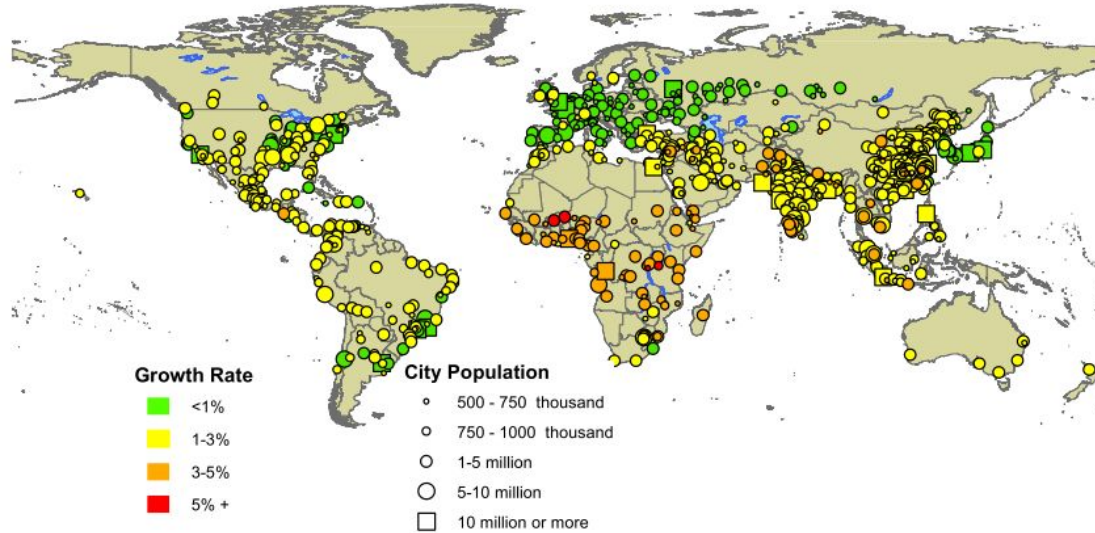 Growth Rate
<1%
1-3%
3-5%
5% +
City Population
500 - 750 thousand
750 - 1000 thousand
1-5 million
5-10 million
10 million or more